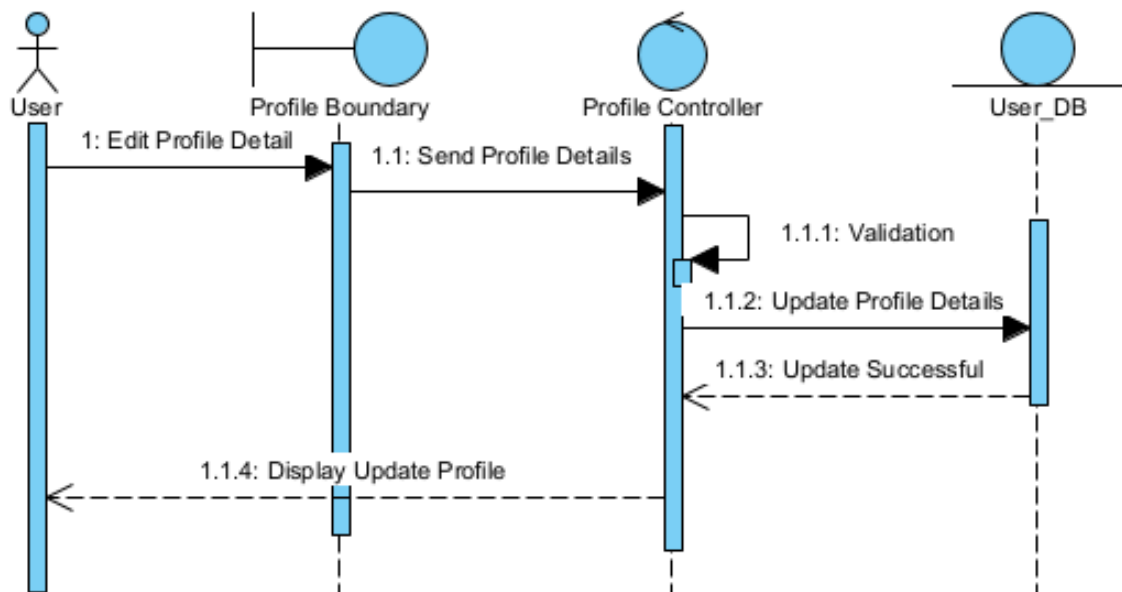 User
Profile Boundary
Profile Controller
User_DB
1: Edit Profile Detail
1.1: Send Profile Details
1.1.1: Validation
1.1.2: Update Profile Details
1.1.3: Update Successful
1.1.4: Display Update Profile